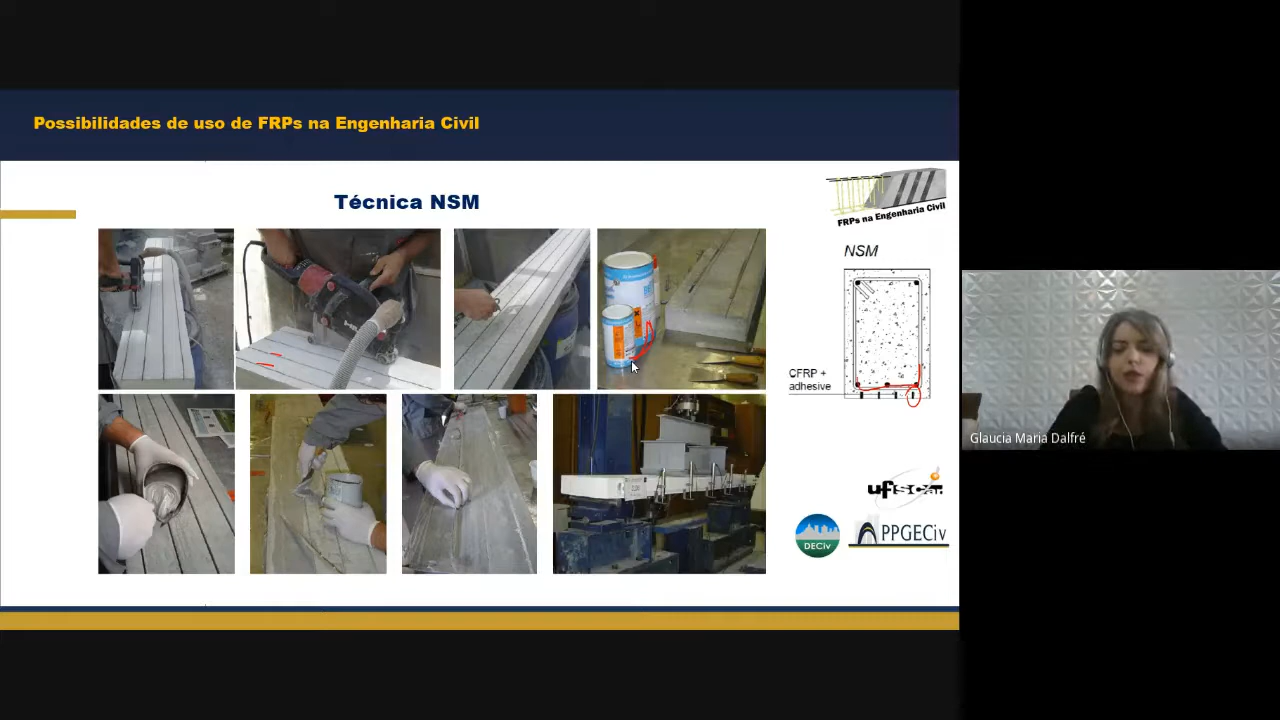 Possibilidades de uso de FRPs na Engenharia Civil
Técnica NSM
FRPs na Engenharia Civil
NSM
CFRP +
adhesive
Glaucia Maria Dalfré
ufscar
DECiv
PPGECiv